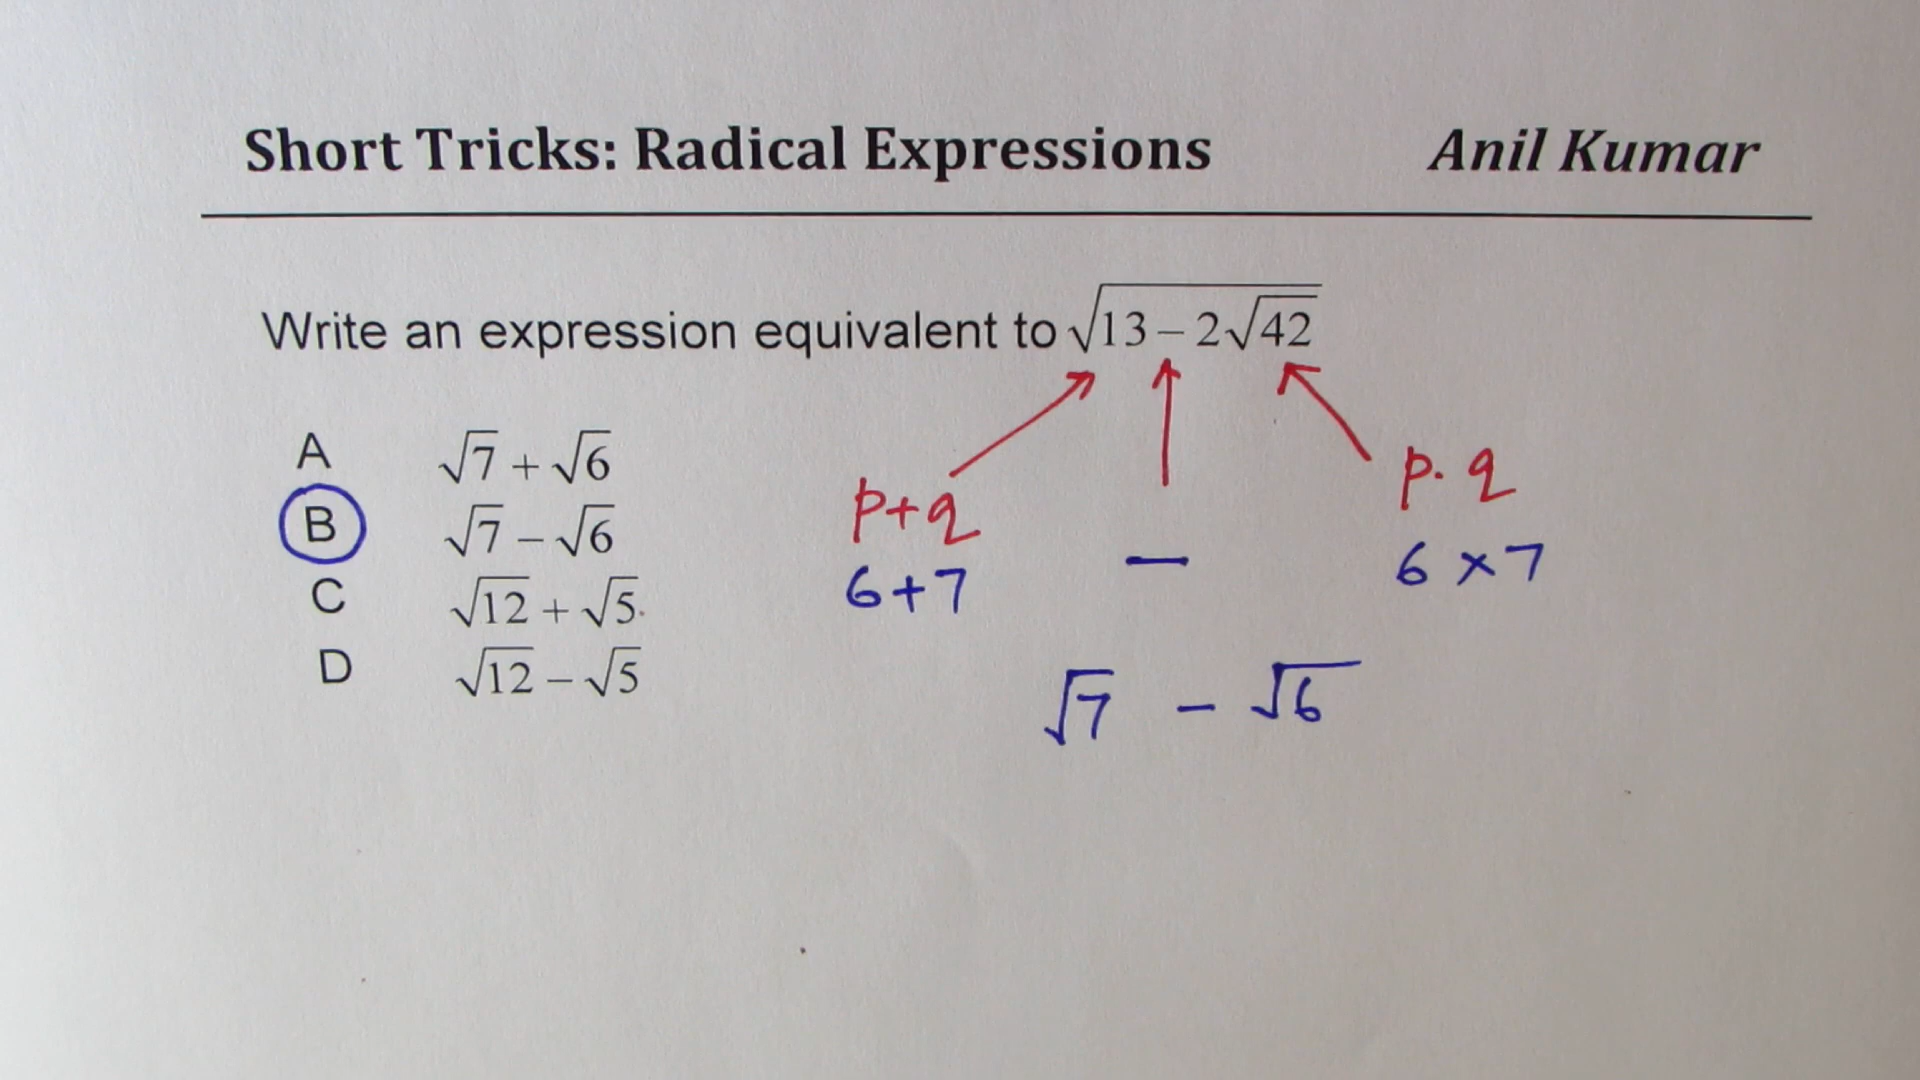 Short Tricks: Radical Expressions Anil Kumar
Write an expression equivalent to √(13 – 2√42)
A √7 + √6
B √7 – √6
C √12 + √5
D √12 – √5
p+q p·q
6+7 – 6×7
√7 – √6